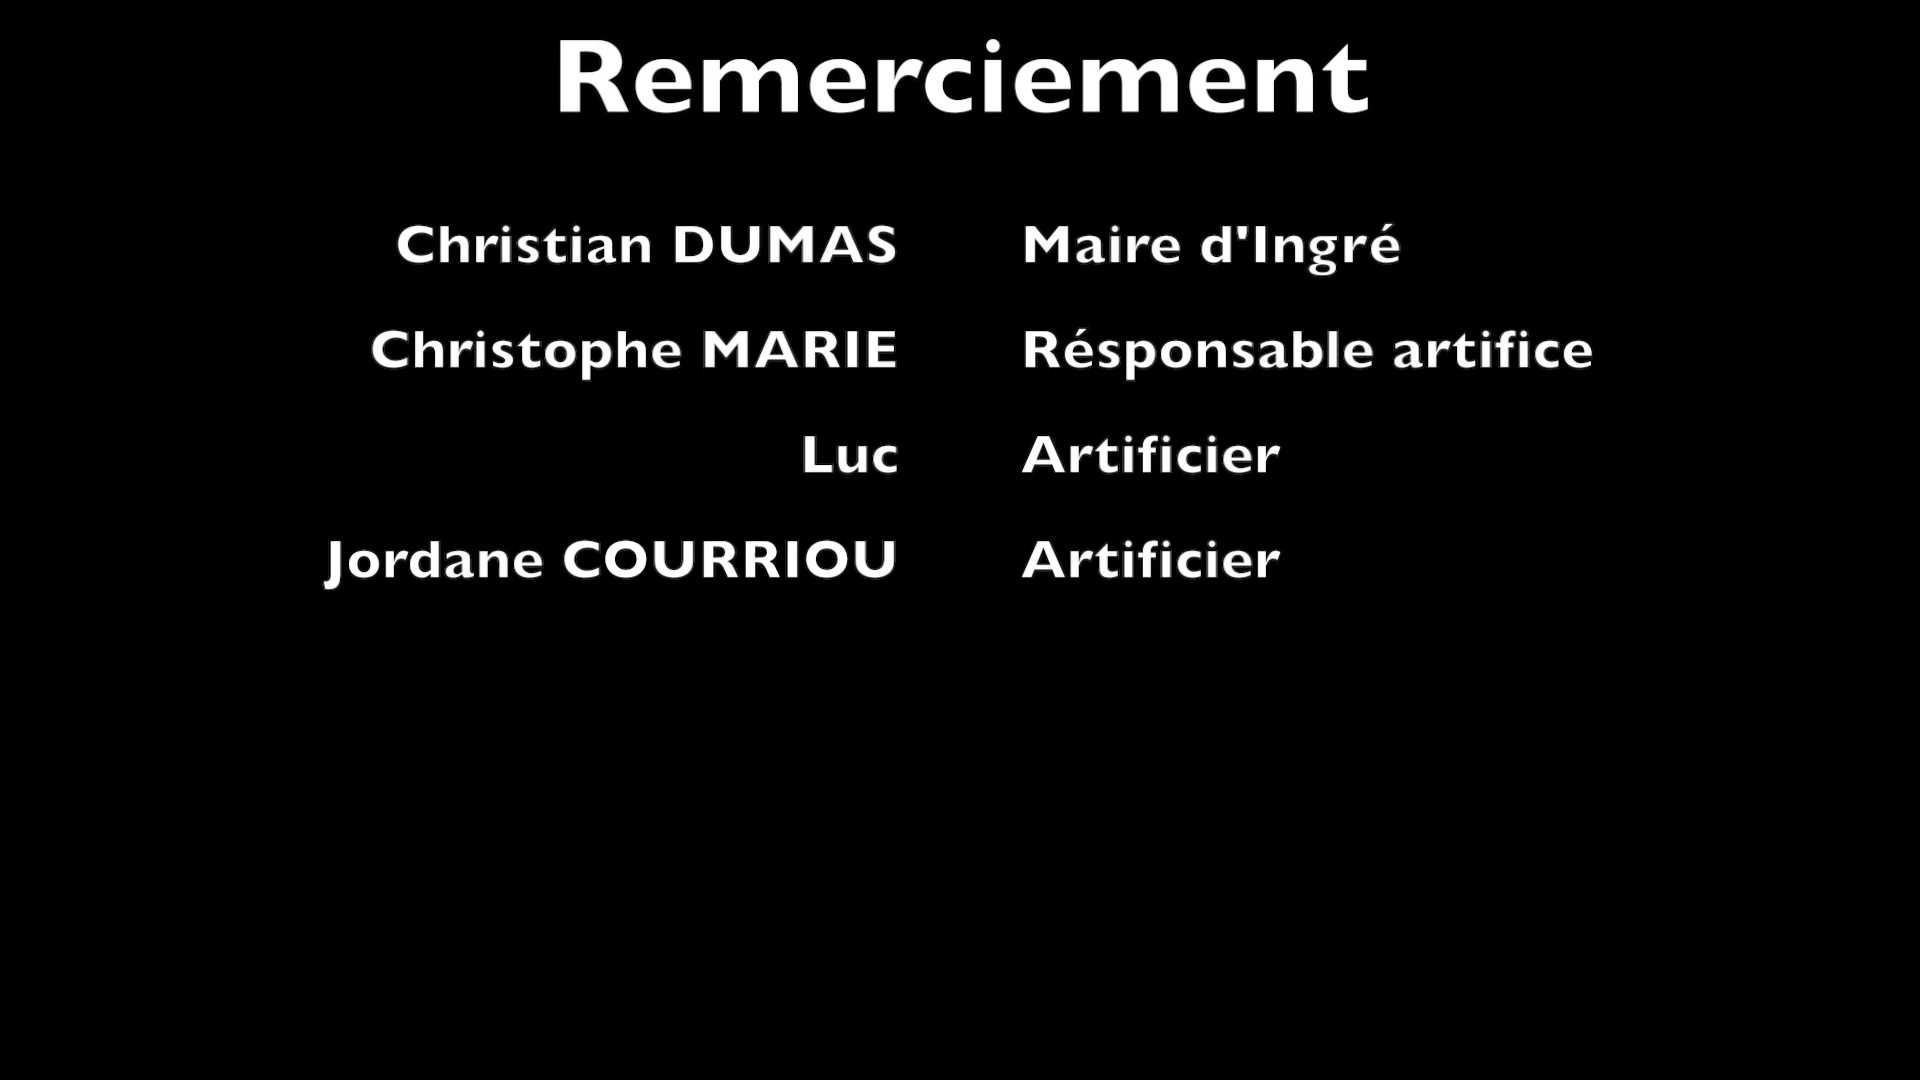 Remerciement
Christian DUMAS Maire d'Ingré
Christophe MARIE Résponsable artifice
Luc Artificier
Jordane COURRIOU Artificier